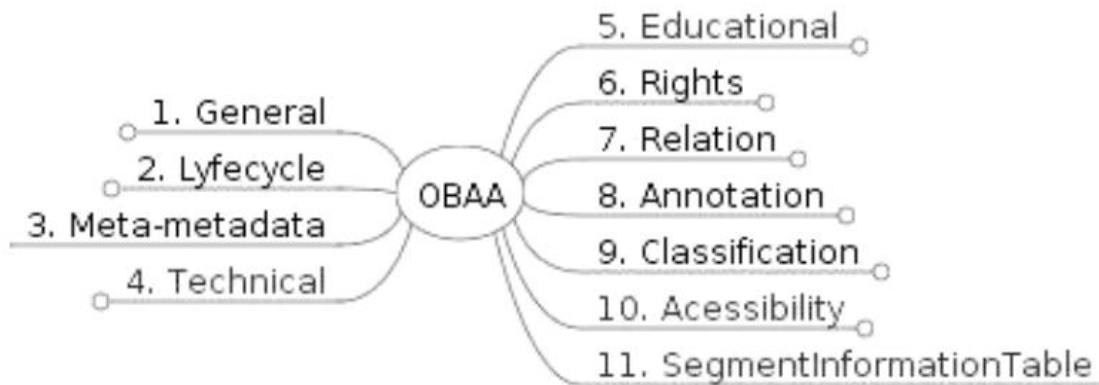 1. General
2. Lyfecycle
3. Meta-metadata
4. Technical
OBAA
5. Educational
6. Rights
7. Relation
8. Annotation
9. Classification
10. Acessibility
11. SegmentInformationTable